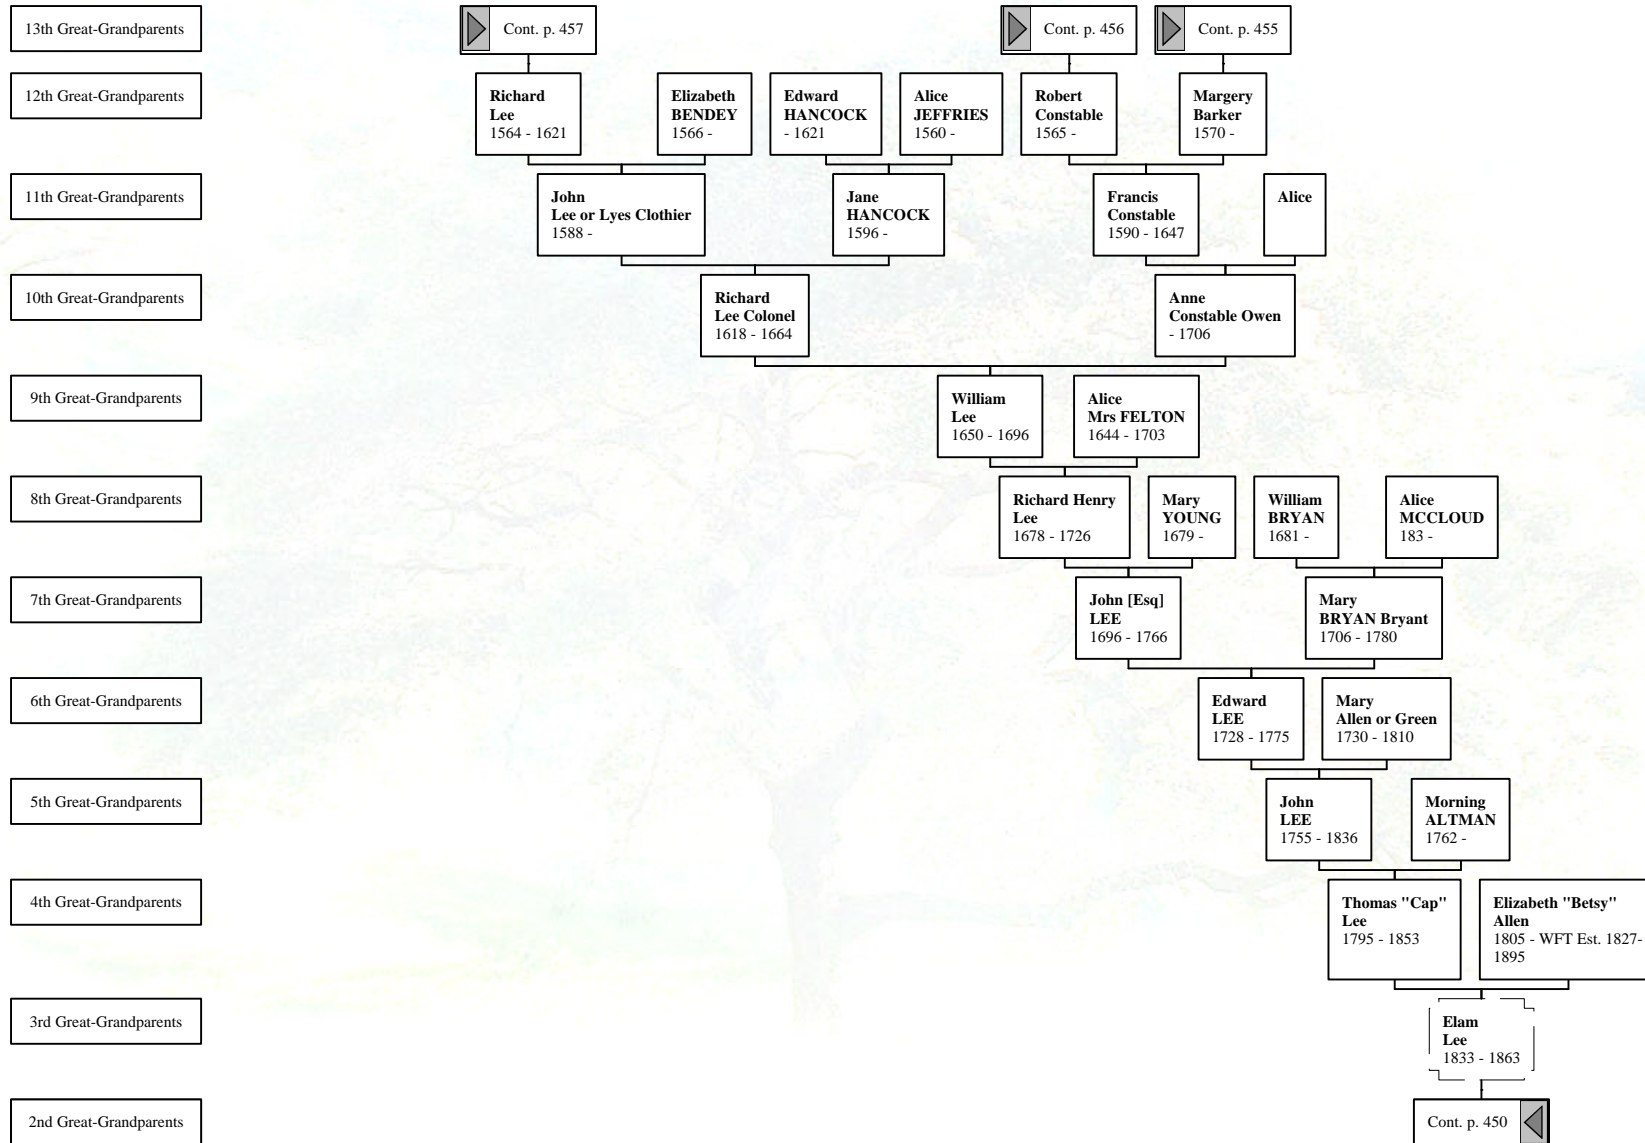 13th Great-Grandparents
Cont. p. 457
Cont. p. 456
Cont. p. 455
12th Great-Grandparents
Richard
Lee
1564 - 1621
Elizabeth
BENDEY
1566 -
Edward
HANCOCK
- 1621
Alice
JEFFRIES
1560 -
Robert
Constable
1565 -
Margery
Barker
1570 -
11th Great-Grandparents
John
Lee or Lyes Clothier
1588 -
Jane
HANCOCK
1596 -
Francis
Constable
1590 - 1647
Alice
10th Great-Grandparents
Richard
Lee Colonel
1618 - 1664
Anne
Constable Owen
- 1706
9th Great-Grandparents
William
Lee
1650 - 1696
Alice
Mrs FELTON
1644 - 1703
8th Great-Grandparents
Richard Henry
Lee
1678 - 1726
Mary
YOUNG
1679 -
William
BRYAN
1681 -
Alice
MCCLOUD
183 -
7th Great-Grandparents
John [Esq]
LEE
1696 - 1766
Mary
BRYAN Bryant
1706 - 1780
6th Great-Grandparents
Edward
LEE
1728 - 1775
Mary
Allen or Green
1730 - 1810
5th Great-Grandparents
John
LEE
1755 - 1836
Morning
ALTMAN
1762 -
4th Great-Grandparents
Thomas "Cap"
Lee
1795 - 1853
Elizabeth "Betsy"
Allen
1805 - WFT Est. 1827-
1895
3rd Great-Grandparents
Elam
Lee
1833 - 1863
2nd Great-Grandparents
Cont. p. 450